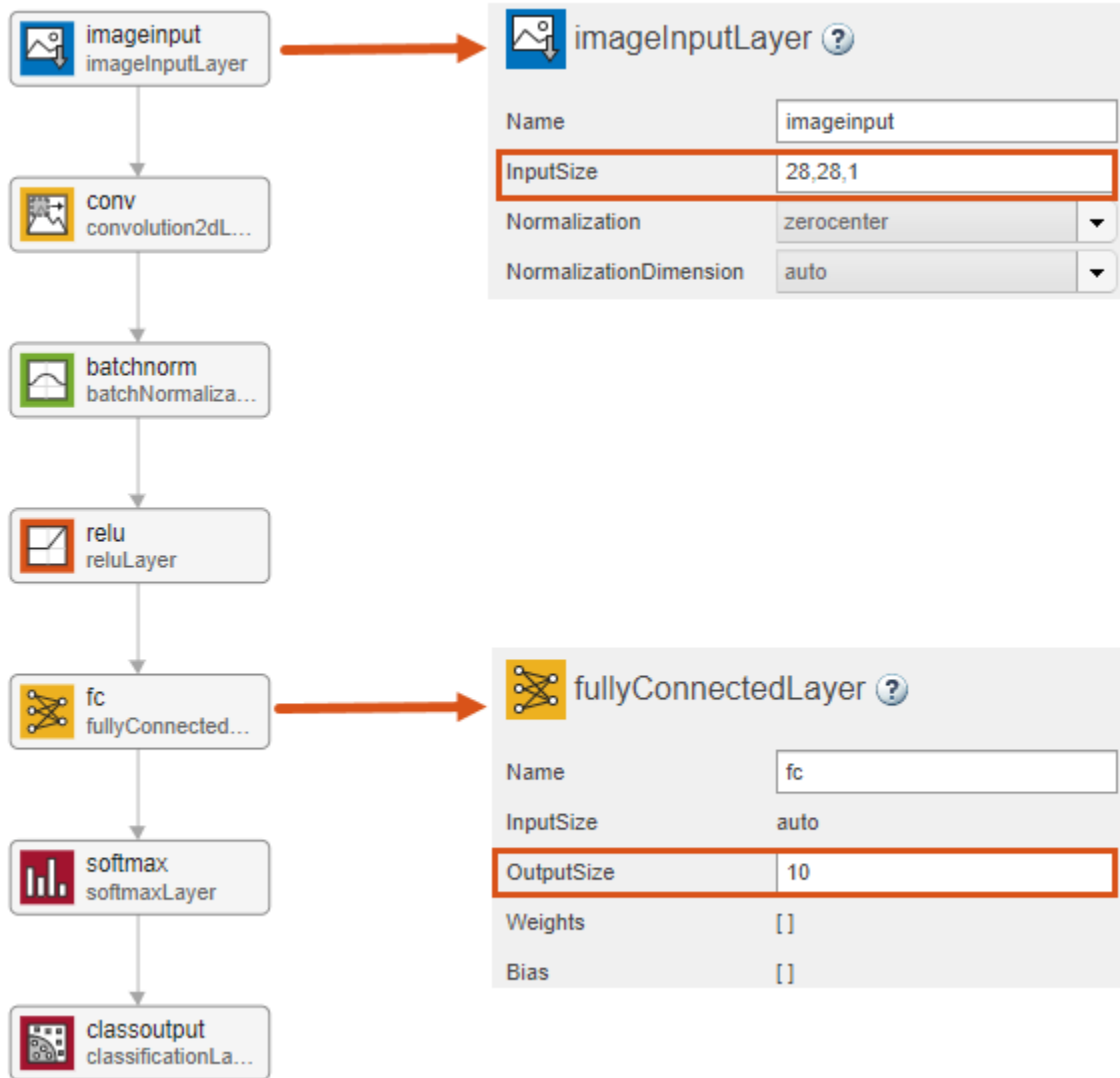 imageinput
imageInputLayer
conv
convolution2dL...
batchnorm
batchNormaliza...
relu
reluLayer
fc
fullyConnected...
softmax
softmaxLayer
classoutput
classificationLa...
imageInputLayer ?
Name imageinput
InputSize 28,28,1
Normalization zerocenter
NormalizationDimension auto
fullyConnectedLayer ?
Name fc
InputSize auto
OutputSize 10
Weights []
Bias []